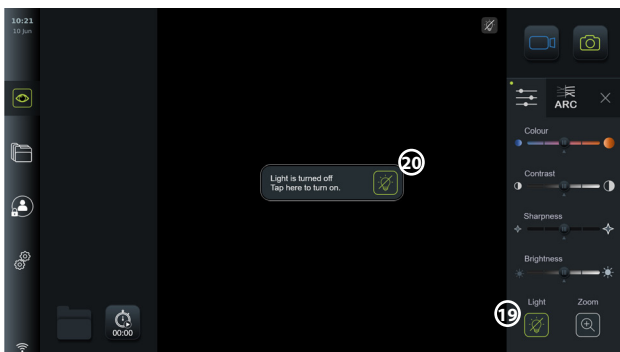 10:21
10 Jun
ARC
Colour
Contrast
20
Light is turned off
Tap here to turn on.
Sharpness
Brightness
Light
Zoom
19
00:00